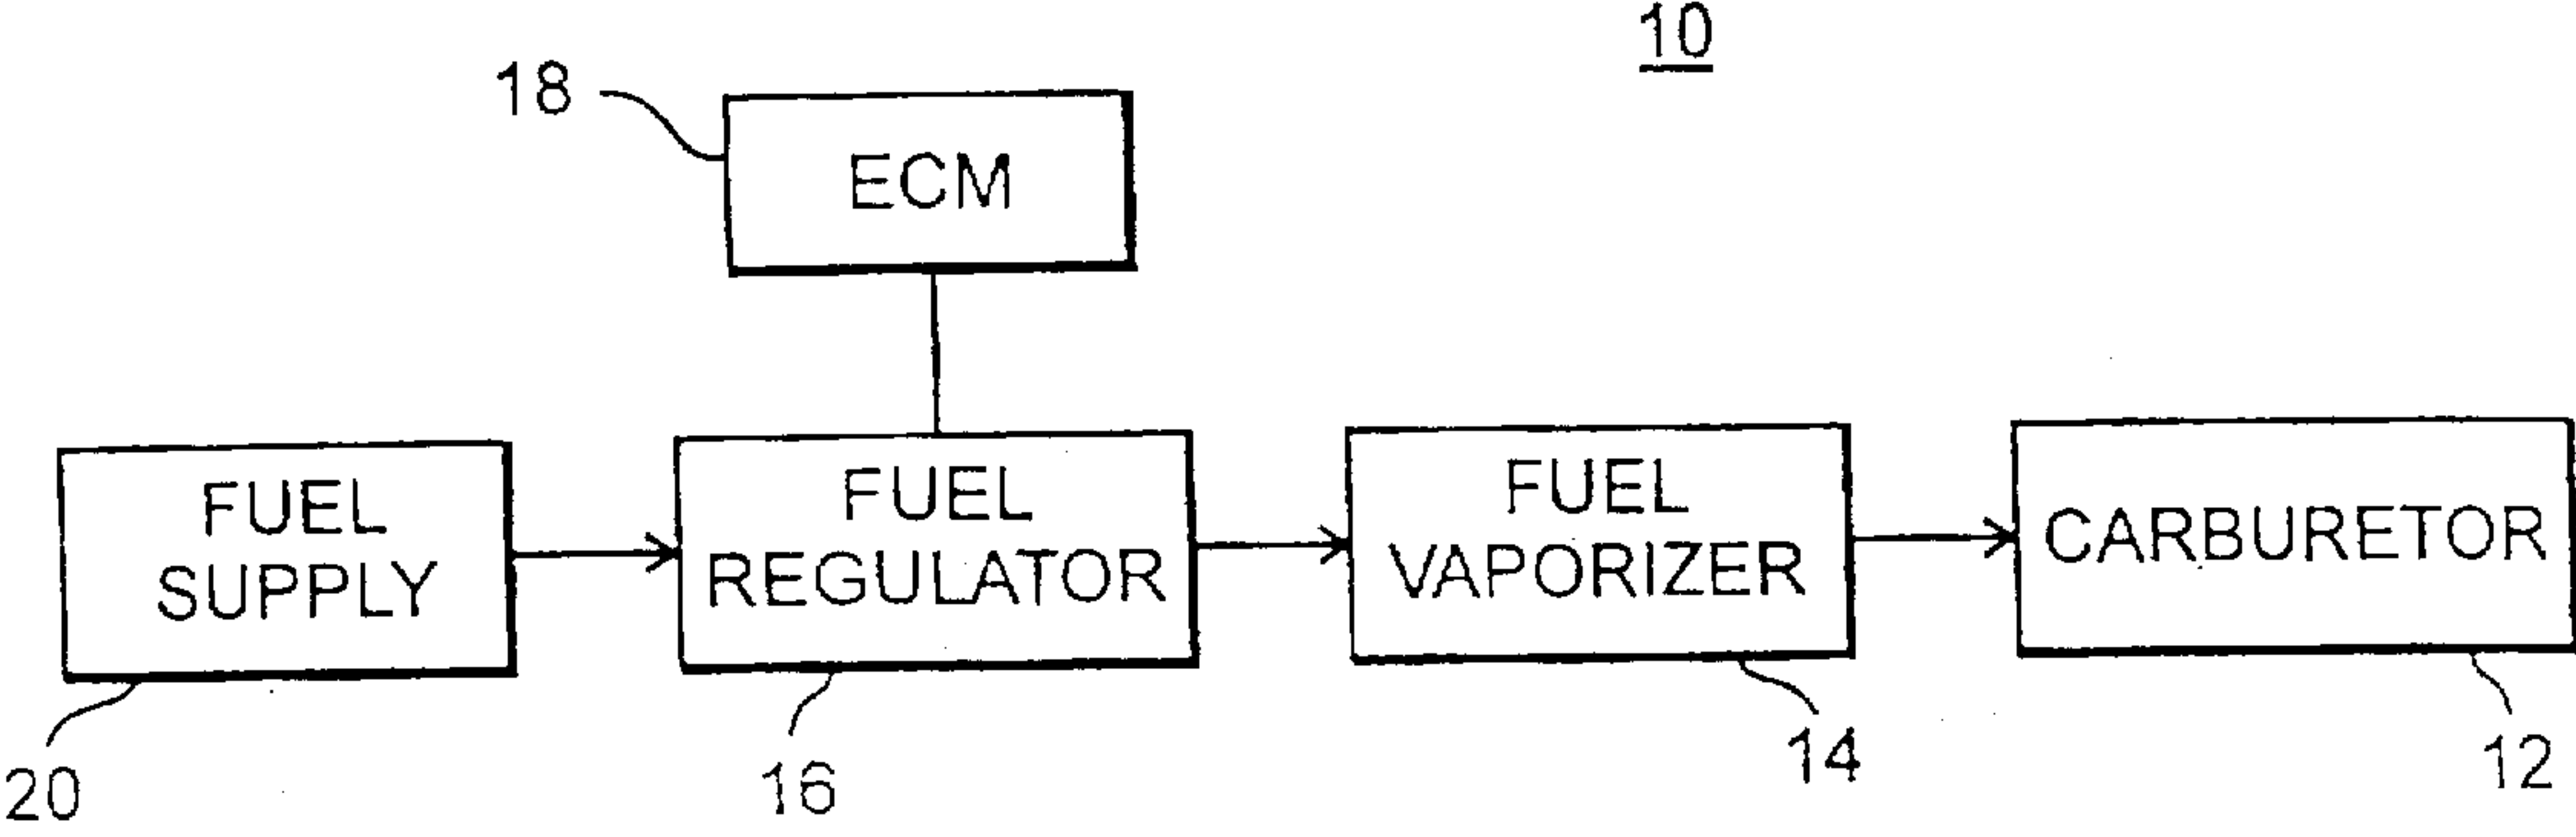 10
18
ECM
FUEL
SUPPLY
FUEL
REGULATOR
FUEL
VAPORIZER
CARBURETOR
20
16
14
12